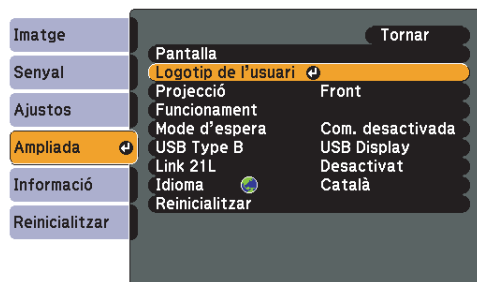 Imatge
Senyal
Ajustos
Ampliada
Informació
Reinicialitzar
Tornar
Pantalla
Logotip de l'usuari
Projecció Front
Funcionament
Mode d'espera Com. desactivada
USB Type B USB Display
Link 21L Desactivat
Idioma Català
Reinicialitzar